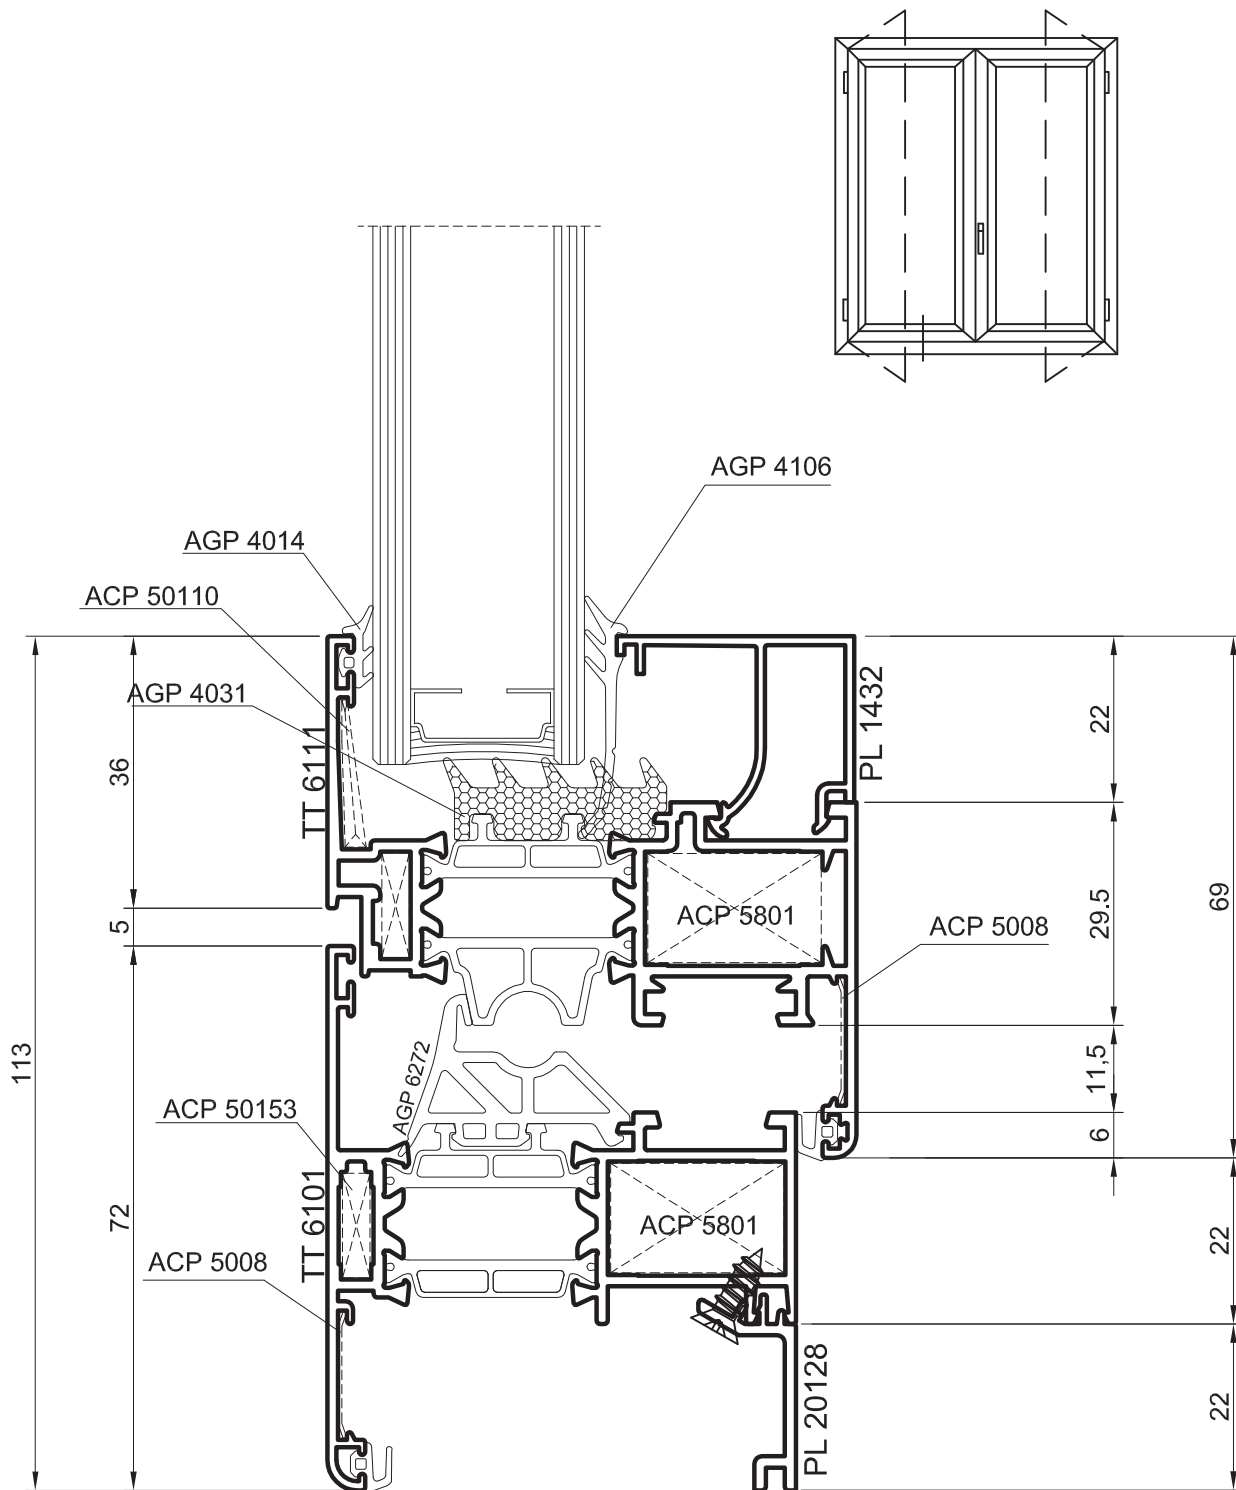 AGP 4106
AGP 4014
ACP 50110
AGP 4031
TT 6111
PL 1432
22
36
ACP 5801
29.5
69
5
ACP 5008
113
AGP 6272
11,5
ACP 50153
6
TT 6101
72
ACP 5801
22
ACP 5008
PL 20128
22